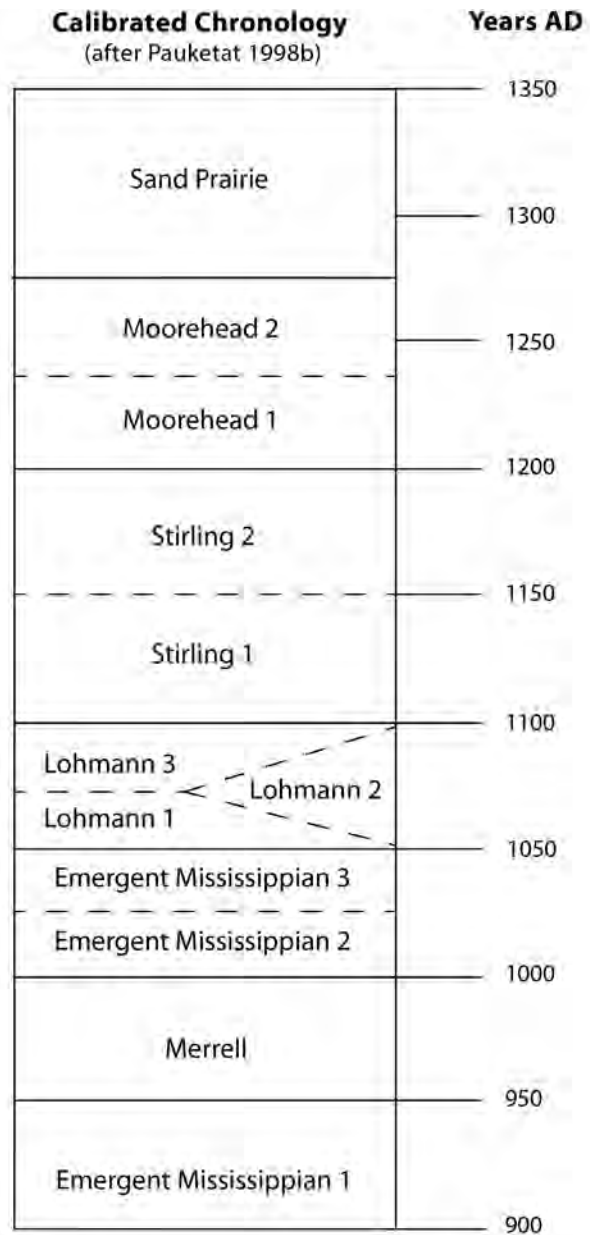 Calibrated Chronology
(after Pauketat 1998b)
Years AD
1350
Sand Prairie
1300
Moorehead 2
1250
Moorehead 1
1200
Stirling 2
1150
Stirling 1
1100
Lohmann 3
Lohmann 2
Lohmann 1
1050
Emergent Mississippian 3
Emergent Mississippian 2
1000
Merrell
950
Emergent Mississippian 1
900